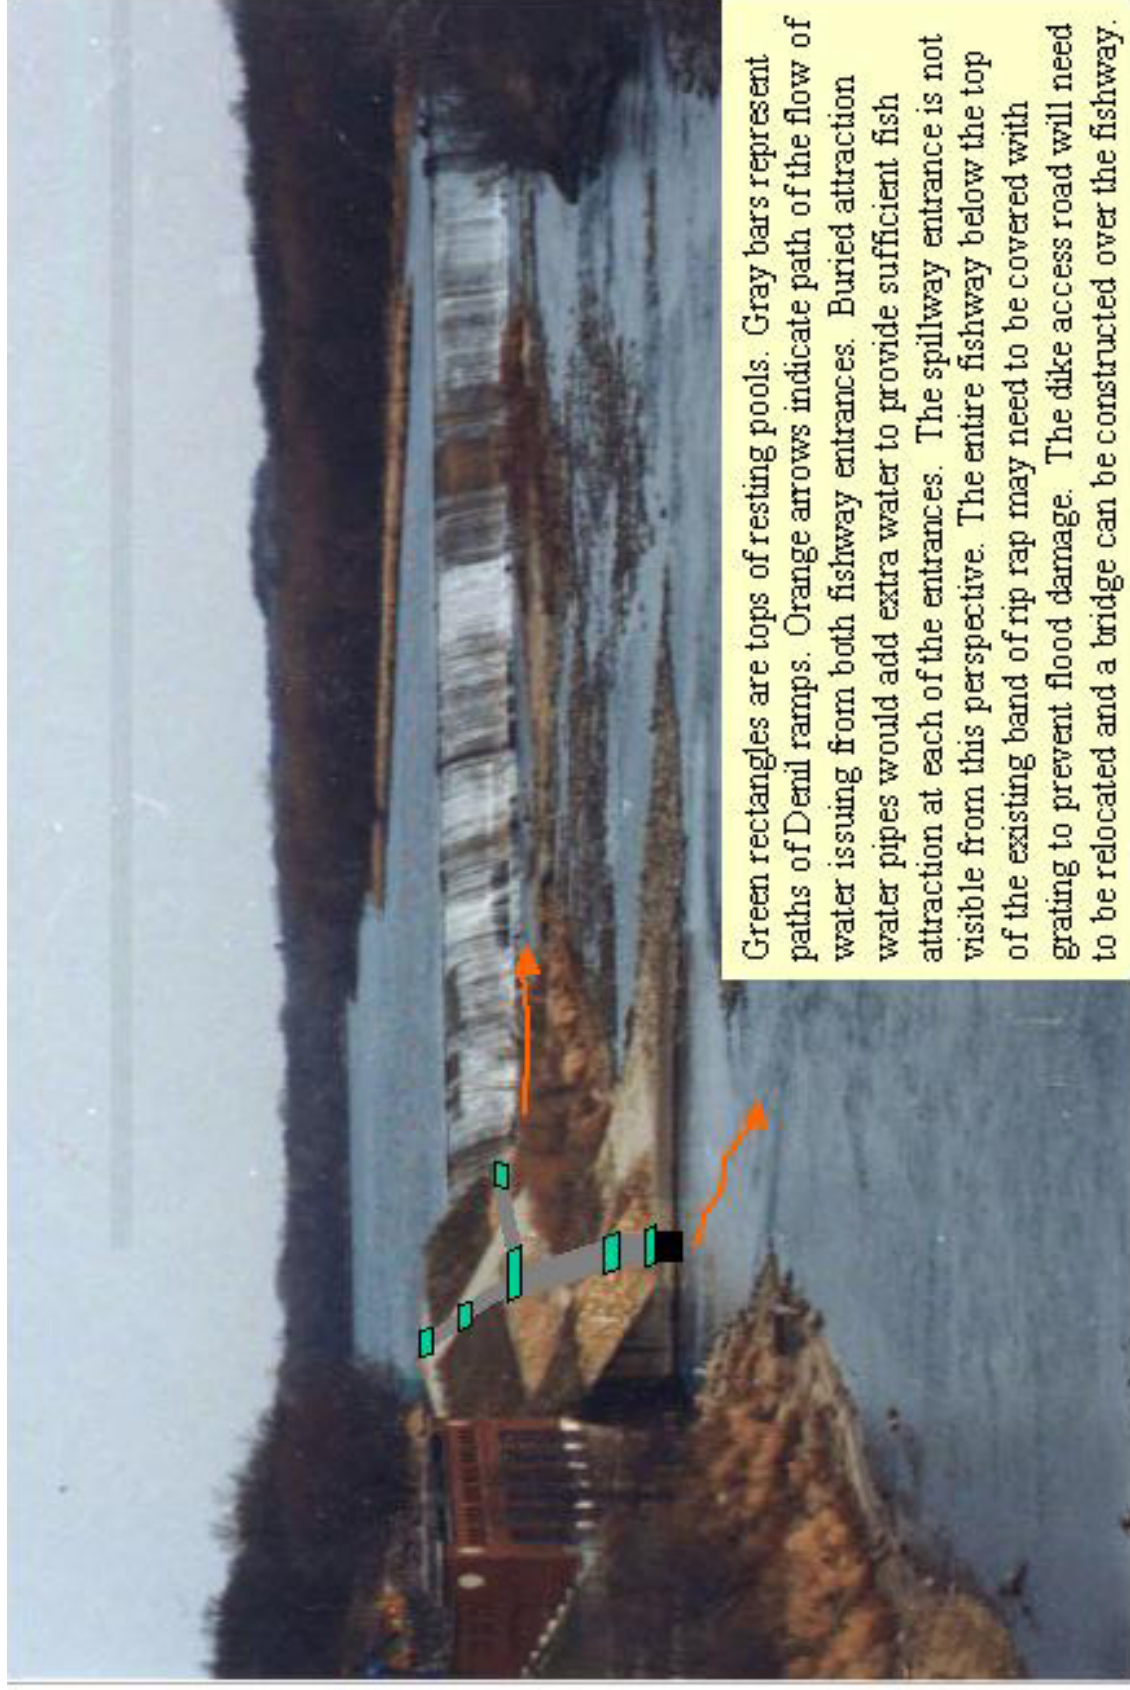 Green rectangles are tops of resting pools.  Gray bars represent
paths of Denil ramps.  Orange arrows indicate path of the flow of
water issuing from both fishway entrances.  Buried attraction
water pipes would add extra water to provide sufficient fish
attraction at each of the entrances.  The spillway entrance is not
visible from this perspective.  The entire fishway below the top
of the existing band of rip rap may need to be covered with
grating to prevent flood damage.  The dike access road will need
to be relocated and a bridge can be constructed over the fishway.